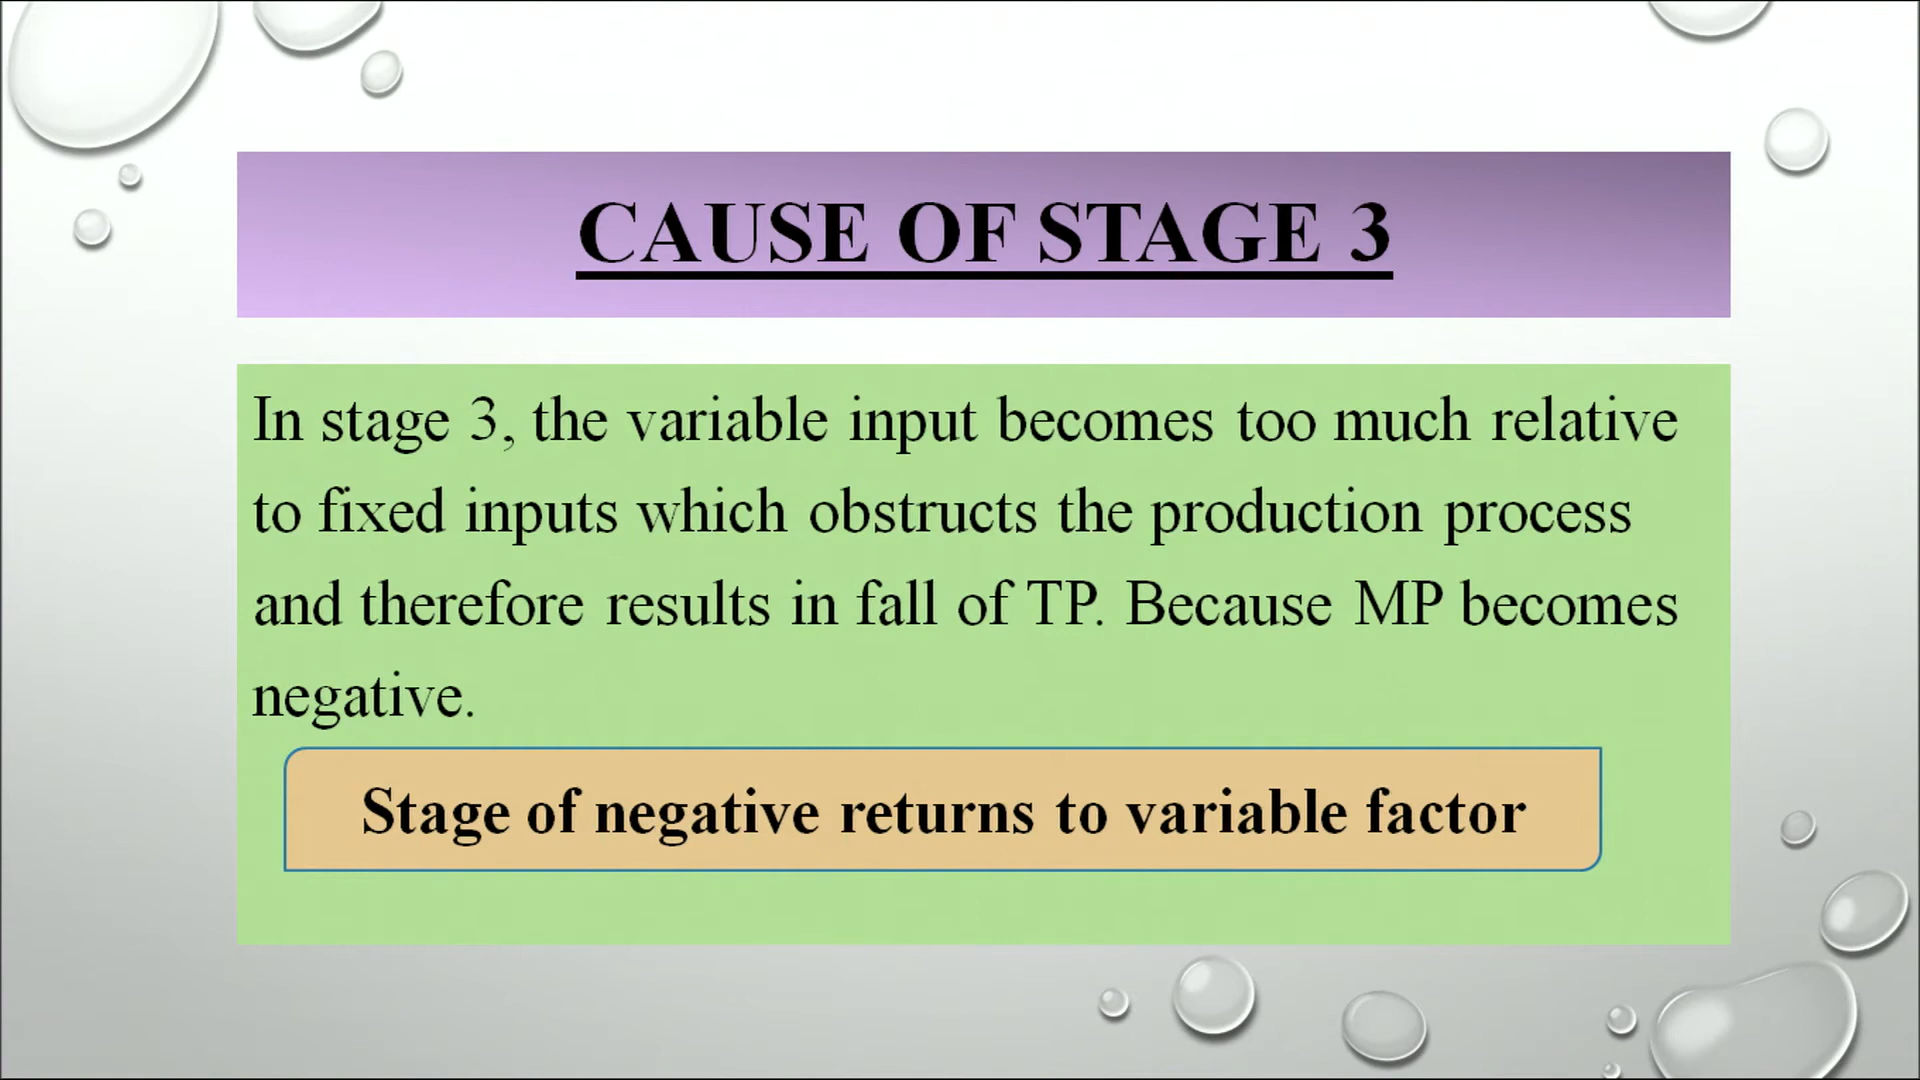 CAUSE OF STAGE 3
In stage 3, the variable input becomes too much relative
to fixed inputs which obstructs the production process
and therefore results in fall of TP. Because MP becomes
negative.
Stage of negative returns to variable factor